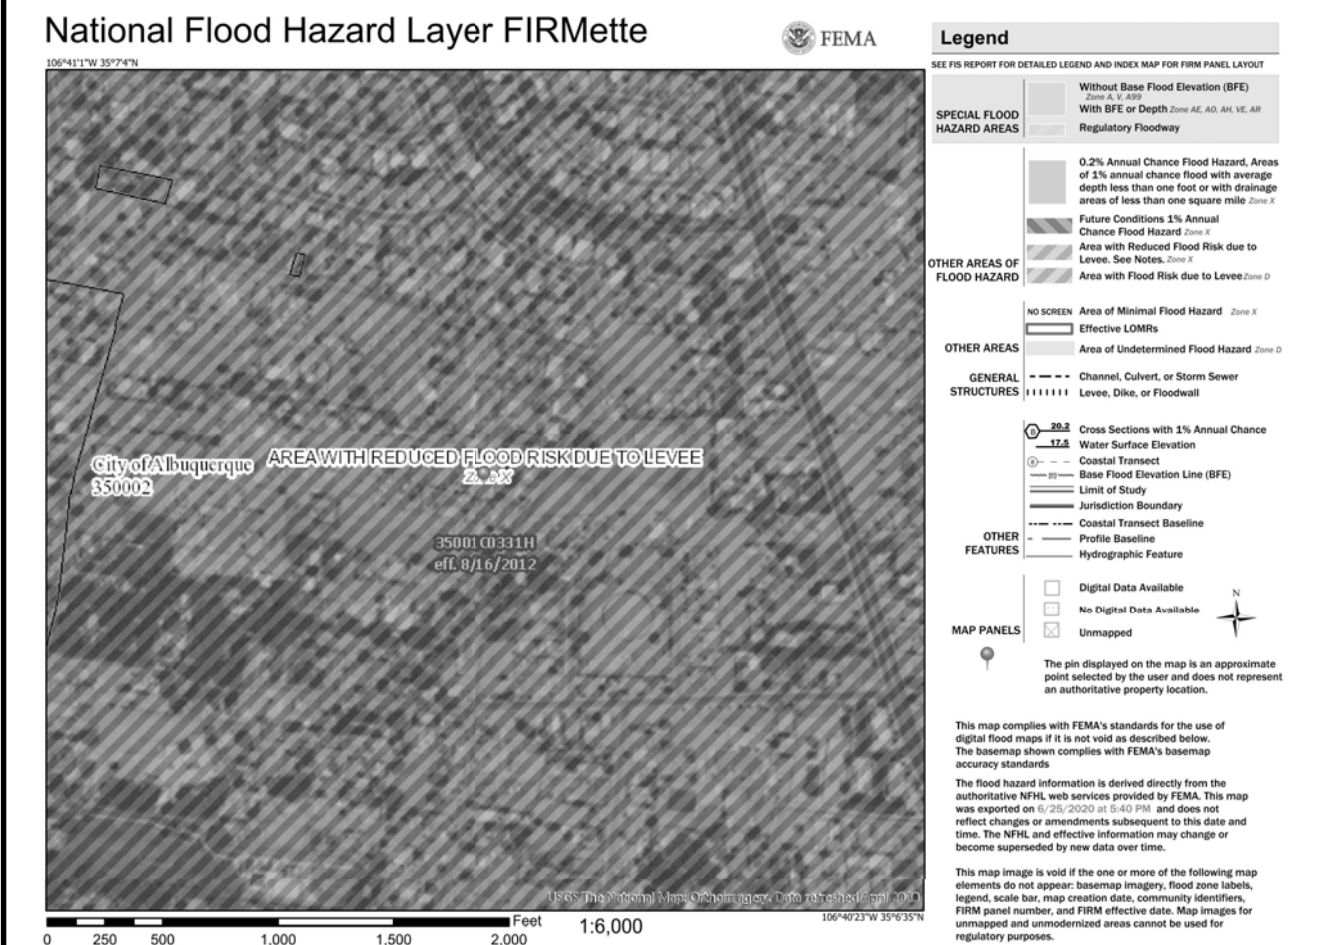 National Flood Hazard Layer FIRMette
FEMA
106°41'1"W 35°7'4"N
City of Albuquerque
350002
AREA WITH REDUCED FLOOD RISK DUE TO LEVEE
35001C0331H
eff. 8/16/2012
USGS The National Map: Orthoimagery. Data refreshed April 2020
0 250 500 1,000 1,500 2,000 Feet
1:6,000
106°40'23"W 35°6'35"N
Legend
SEE FIS REPORT FOR DETAILED LEGEND AND INDEX MAP FOR FIRM PANEL LAYOUT
SPECIAL FLOOD
HAZARD AREAS
Without Base Flood Elevation (BFE)
Zone A, V, A99
With BFE or Depth Zone AE, AO, AH, VE, AR
Regulatory Floodway
OTHER AREAS OF
FLOOD HAZARD
0.2% Annual Chance Flood Hazard, Areas
of 1% annual chance flood with average
depth less than one foot or with drainage
areas of less than one square mile Zone X
Future Conditions 1% Annual
Chance Flood Hazard Zone X
Area with Reduced Flood Risk due to
Levee. See Notes. Zone X
Area with Flood Risk due to Levee Zone D
OTHER AREAS
NO SCREEN Area of Minimal Flood Hazard Zone X
Effective LOMRs
Area of Undetermined Flood Hazard Zone D
GENERAL
STRUCTURES
Channel, Culvert, or Storm Sewer
Levee, Dike, or Floodwall
OTHER
FEATURES
B 20.2 Cross Sections with 1% Annual Chance
17.5 Water Surface Elevation
Coastal Transect
Base Flood Elevation Line (BFE)
Limit of Study
Jurisdiction Boundary
Coastal Transect Baseline
Profile Baseline
Hydrographic Feature
MAP PANELS
Digital Data Available
No Digital Data Available
Unmapped
N
The pin displayed on the map is an approximate
point selected by the user and does not represent
an authoritative property location.
This map complies with FEMA's standards for the use of
digital flood maps if it is not void as described below.
The basemap shown complies with FEMA's basemap
accuracy standards
The flood hazard information is derived directly from the
authoritative NFHL web services provided by FEMA. This map
was exported on 6/25/2020 at 5:40 PM and does not
reflect changes or amendments subsequent to this date and
time. The NFHL and effective information may change or
become superseded by new data over time.
This map image is void if the one or more of the following map
elements do not appear: basemap imagery, flood zone labels,
legend, scale bar, map creation date, community identifiers,
FIRM panel number, and FIRM effective date. Map images for
unmapped and unmodernized areas cannot be used for
regulatory purposes.